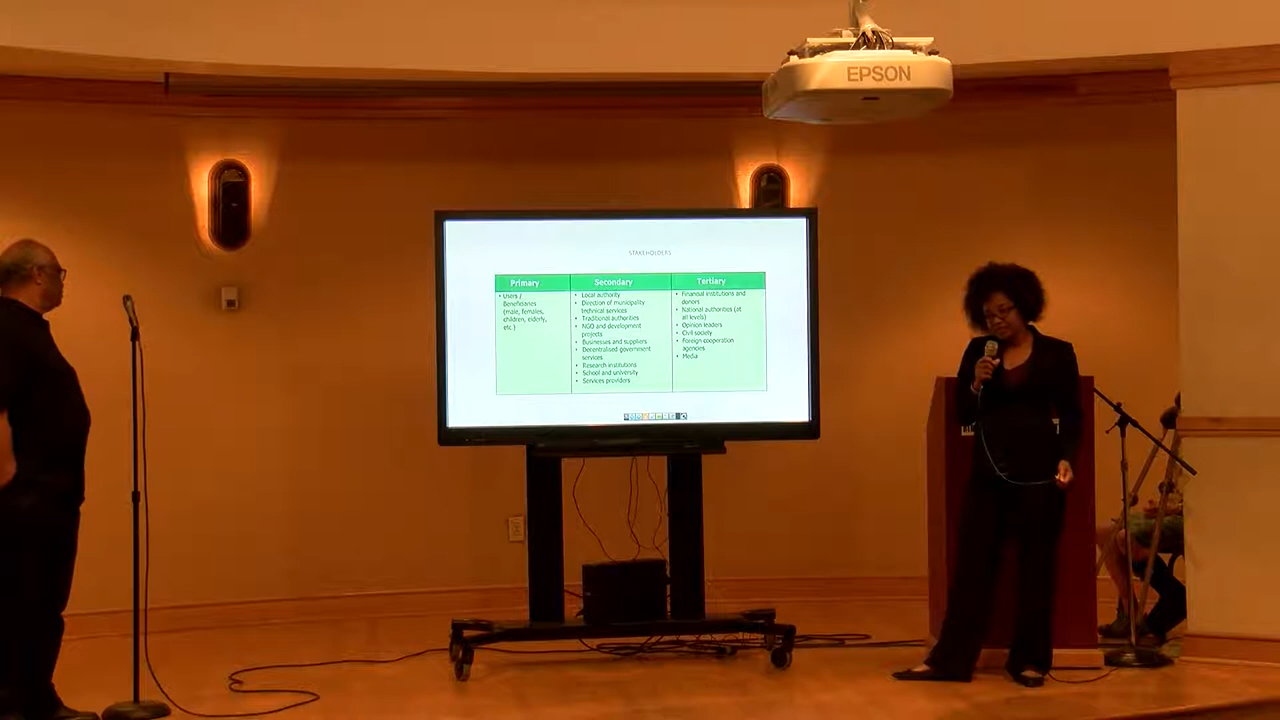 EPSON
STAKEHOLDERS
Primary
• Users /
Beneficiaries
(male, females,
children, elderly,
etc.)
Secondary
• Local authority
• Direction of municipality
technical services
• Traditional authorities
• NGO and development
projects
• Businesses and suppliers
• Decentralised government
services
• Research institutions
• School and university
• Services providers
Tertiary
• Financial institutions and
donors
• National authorities (at
all levels)
• Opinion leaders
• Civil society
• Foreign cooperation
agencies
• Media